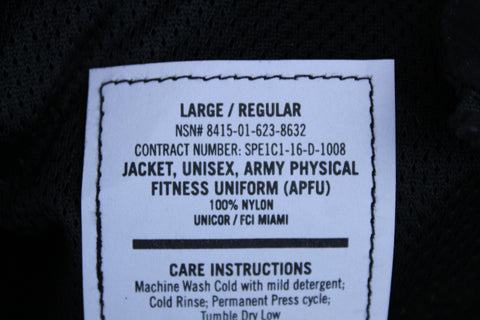 LARGE / REGULAR
NSN# 8415-01-623-8632
CONTRACT NUMBER: SPE1C1-16-D-1008
JACKET, UNISEX, ARMY PHYSICAL
FITNESS UNIFORM (APFU)
100% NYLON
UNICOR / FCI MIAMI
CARE INSTRUCTIONS
Machine Wash Cold with mild detergent;
Cold Rinse; Permanent Press cycle;
Tumble Dry Low